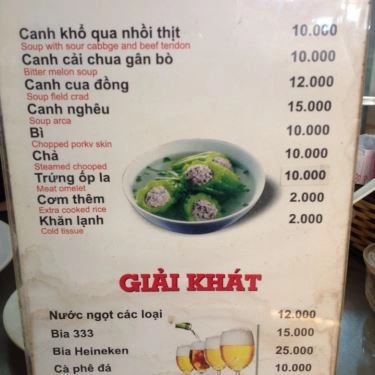 Canh khổ qua nhồi thịt 10.000
Soup with sour cabbge and beef tendon
Canh cải chua gân bò 10.000
Bitter melon soup
Canh cua đồng 12.000
Soup field crad
Canh nghêu 15.000
Soup arca
Bì 10.000
Chopped porkv skin
Chả 10.000
Steamed chooped
Trứng ốp la 10.000
Meat omelet
Cơm thêm 2.000
Extra cooked rice
Khăn lạnh 2.000
Cold tissue
GIẢI KHÁT
Nước ngọt các loại 12.000
Bia 333 15.000
Bia Heineken 25.000
Cà phê đá 10.000